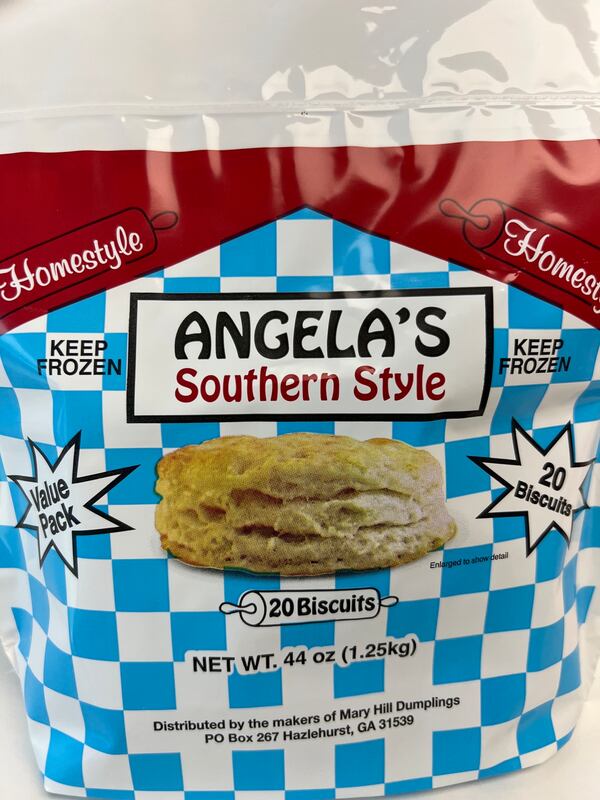 Homestyle
Homest
KEEP
FROZEN
ANGELA'S
Southern Style
KEEP
FROZEN
Value
Pack
20
Biscuits
Enlarged to show detail
20 Biscuits
NET WT. 44 oz (1.25kg)
Distributed by the makers of Mary Hill Dumplings
PO Box 267 Hazlehurst, GA 31539